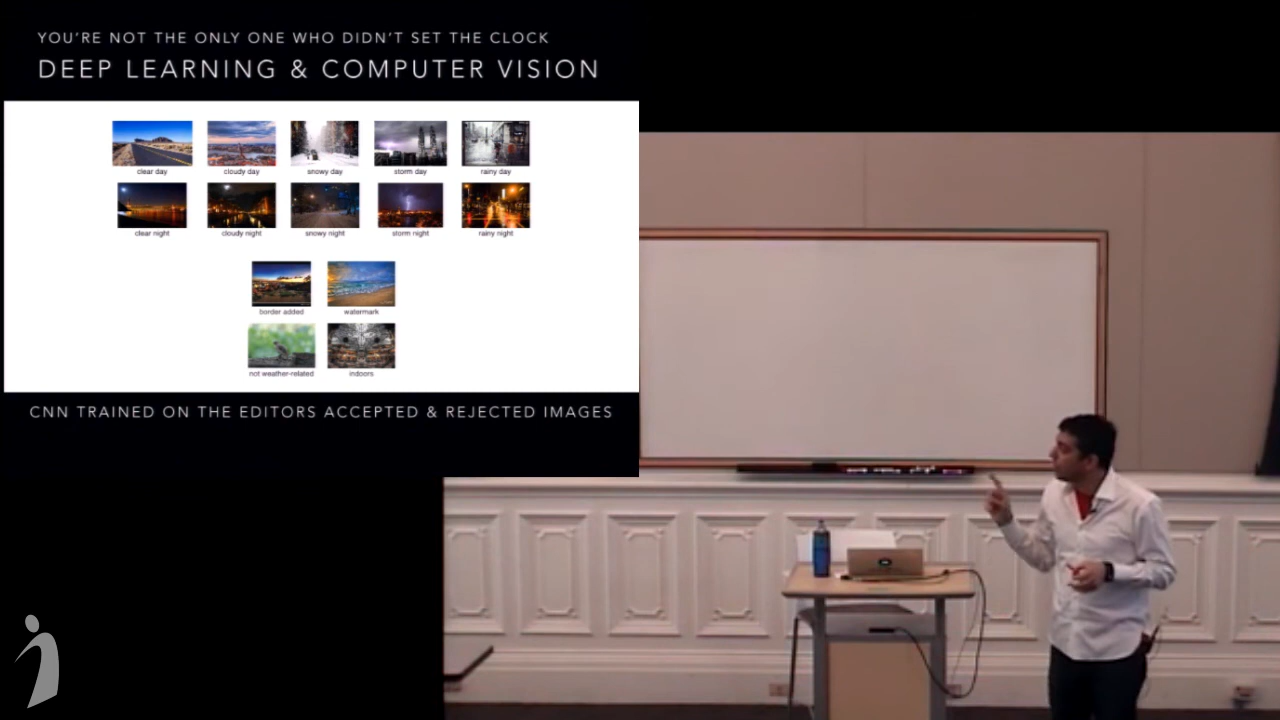 YOU'RE NOT THE ONLY ONE WHO DIDN'T SET THE CLOCK
DEEP LEARNING & COMPUTER VISION
clear day cloudy day snowy day storm day rainy day
clear night cloudy night snowy night storm night rainy night
border added watermark
not weather-related indoors
CNN TRAINED ON THE EDITORS ACCEPTED & REJECTED IMAGES